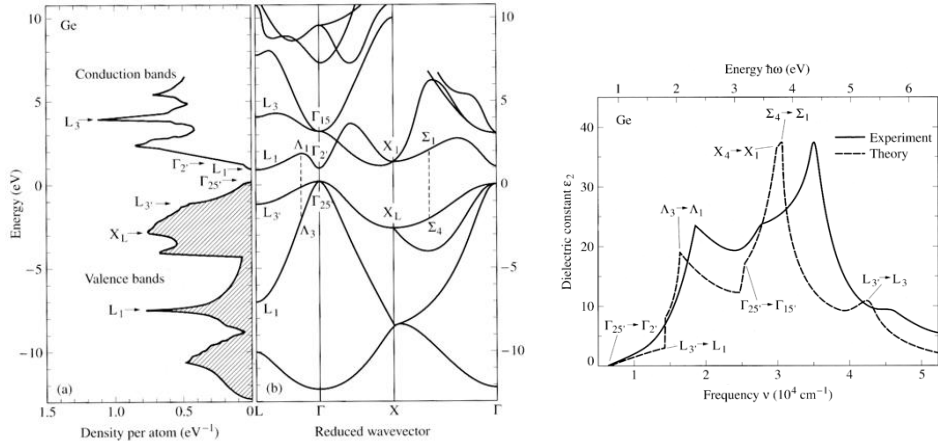 Ge
Conduction bands
L₃
Γ₂'
L₁
Γ₂₅'
L₃'
X_L
Valence bands
L₁
(a)
10
5
0
−5
−10
Energy (eV)
1.5
1.0
0.5
0
Density per atom (eV⁻¹)
Ge
L₃
Γ₁₅
Λ₁
Γ₂'
L₁
X₁
Σ₁
L₃'
Γ₂₅'
X_L
Λ₃
Σ₄
L₁
(b)
10
5
0
−5
−10
L
Γ
X
Γ
Reduced wavevector
Energy ħω (eV)
1
2
3
4
5
6
Ge
Σ₄→Σ₁
X₄→X₁
Experiment
Theory
Λ₃→Λ₁
L₃'→L₃
Γ₂₅'→Γ₁₅'
Γ₂₅'→Γ₂'
L₃'→L₁
40
30
20
10
0
Dielectric constant ε₂
1
2
3
4
5
Frequency ν (10⁴ cm⁻¹)